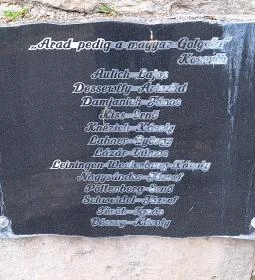 „Arad pedig a magyar Golgota"
Kossuth
Aulich Lajos
Dessewffy Arisztid
Damjanich János
Kiss Ernő
Knézich Károly
Lahner György
Lázár Vilmos
Leiningen-Westerburg Károly
Nagysándor József
Pöltenberg Ernő
Schweidel József
Török Ignác
Vécsey Károly